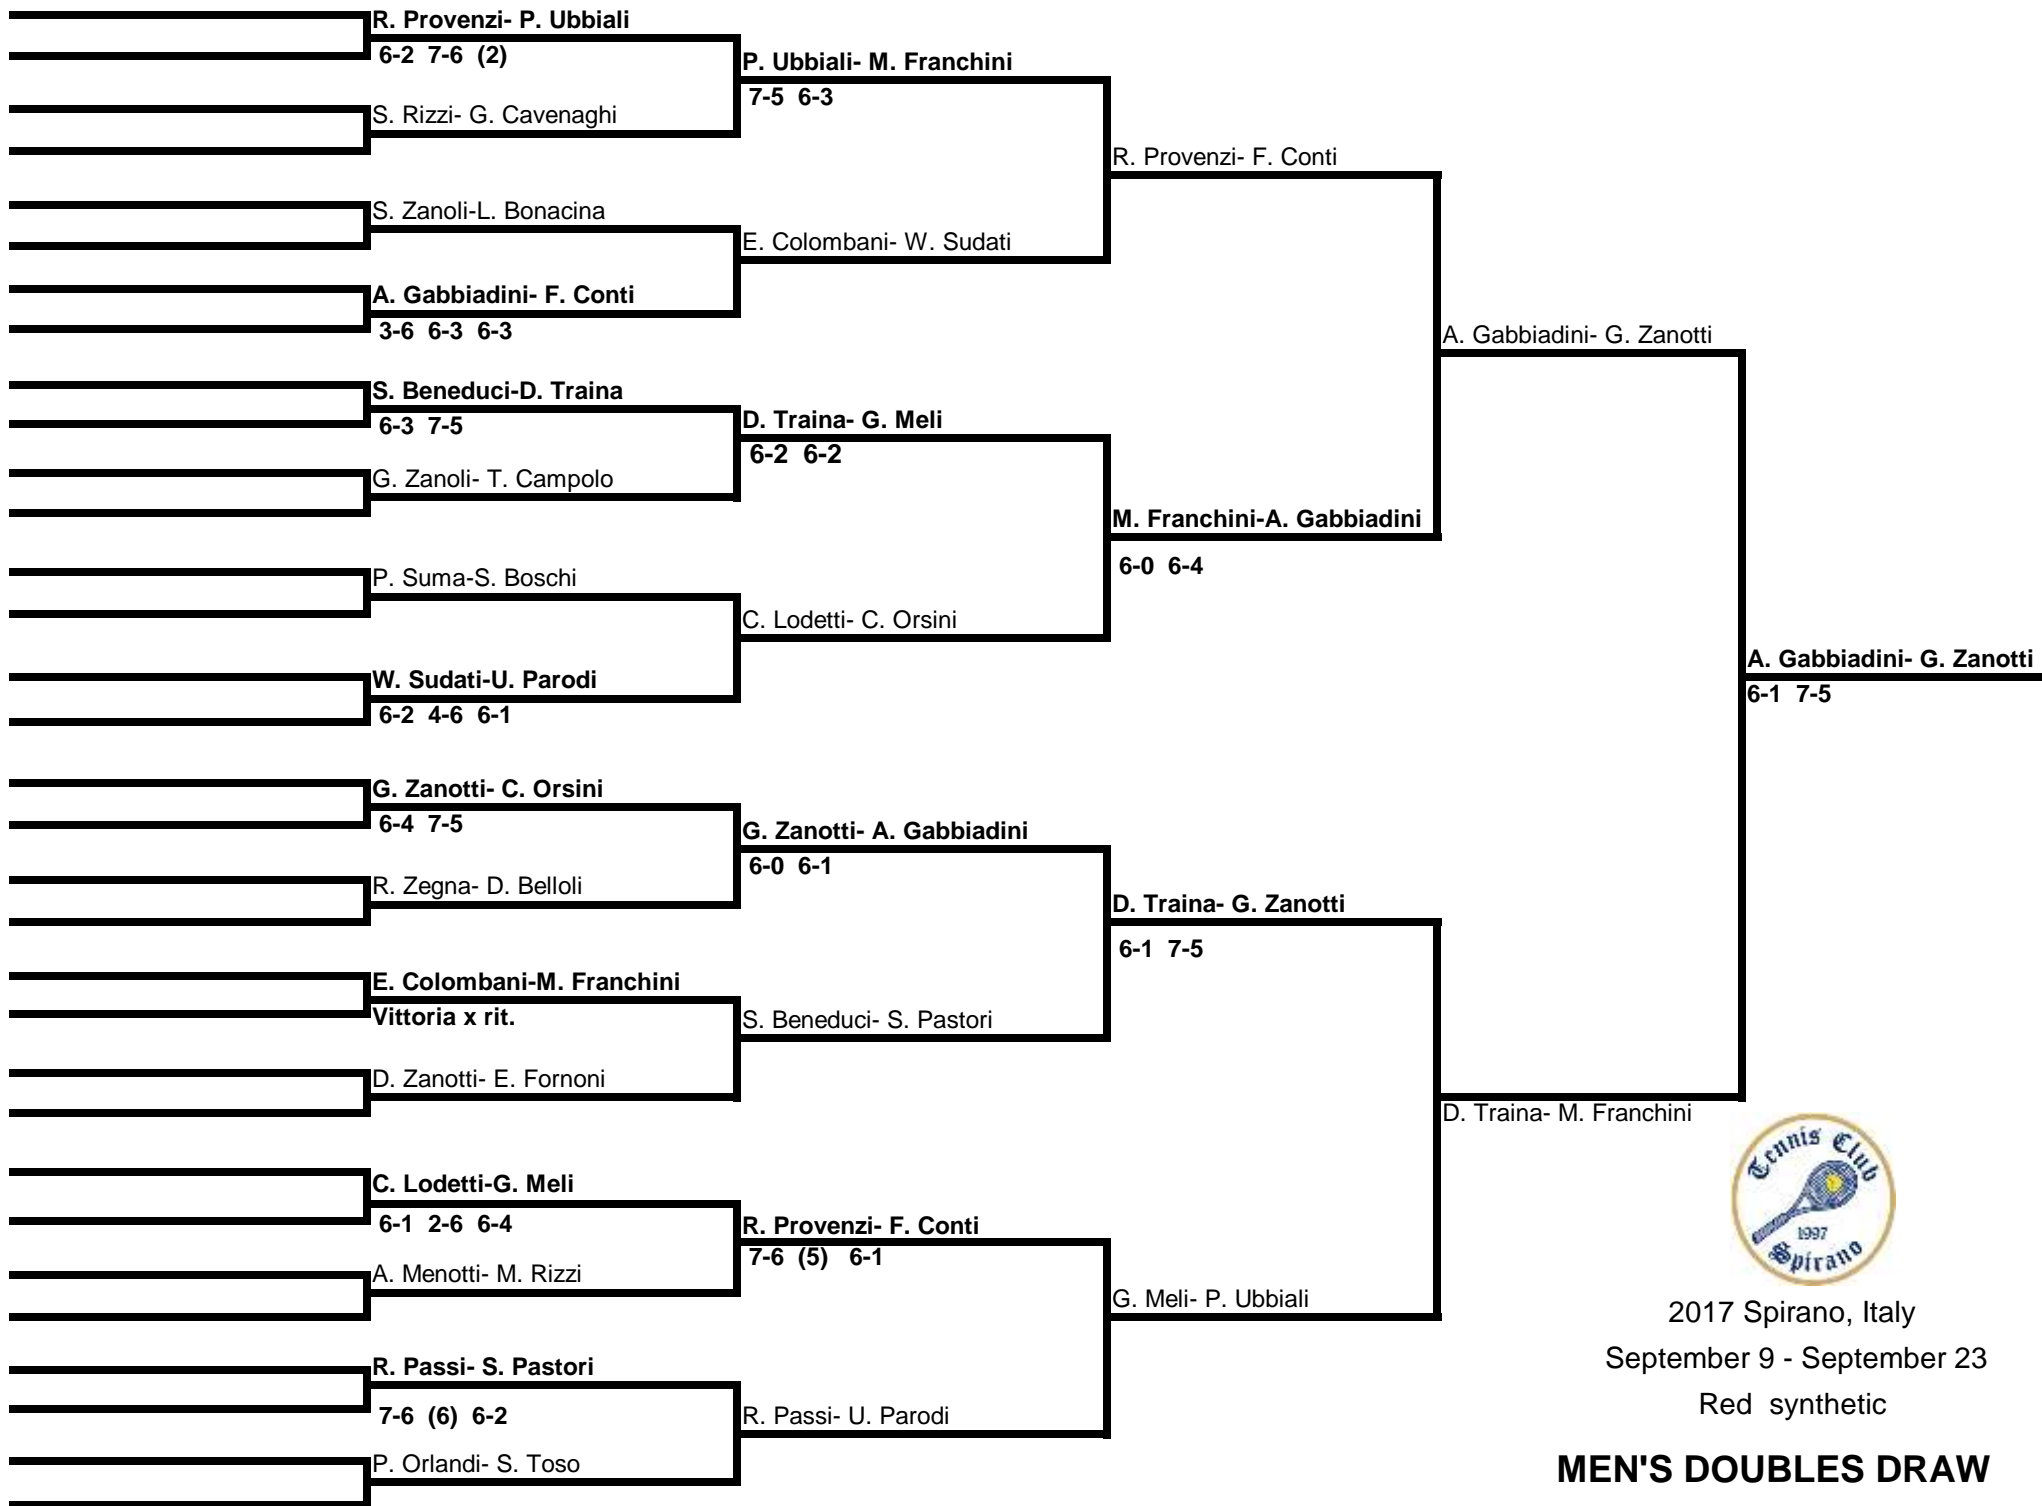 R. Provenzi- P. Ubbiali
6-2 7-6 (2)
S. Rizzi- G. Cavenaghi
S. Zanoli-L. Bonacina
A. Gabbiadini- F. Conti
3-6 6-3 6-3
S. Beneduci-D. Traina
6-3 7-5
G. Zanoli- T. Campolo
P. Suma-S. Boschi
W. Sudati-U. Parodi
6-2 4-6 6-1
G. Zanotti- C. Orsini
6-4 7-5
R. Zegna- D. Belloli
E. Colombani-M. Franchini
Vittoria x rit.
D. Zanotti- E. Fornoni
C. Lodetti-G. Meli
6-1 2-6 6-4
A. Menotti- M. Rizzi
R. Passi- S. Pastori
7-6 (6) 6-2
P. Orlandi- S. Toso
P. Ubbiali- M. Franchini
7-5 6-3
E. Colombani- W. Sudati
D. Traina- G. Meli
6-2 6-2
C. Lodetti- C. Orsini
G. Zanotti- A. Gabbiadini
6-0 6-1
S. Beneduci- S. Pastori
R. Provenzi- F. Conti
7-6 (5) 6-1
R. Passi- U. Parodi
R. Provenzi- F. Conti
M. Franchini-A. Gabbiadini
6-0 6-4
D. Traina- G. Zanotti
6-1 7-5
G. Meli- P. Ubbiali
A. Gabbiadini- G. Zanotti
D. Traina- M. Franchini
A. Gabbiadini- G. Zanotti
6-1 7-5
Tennis Club
1997
Spirano
2017 Spirano, Italy
September 9 - September 23
Red synthetic
MEN'S DOUBLES DRAW